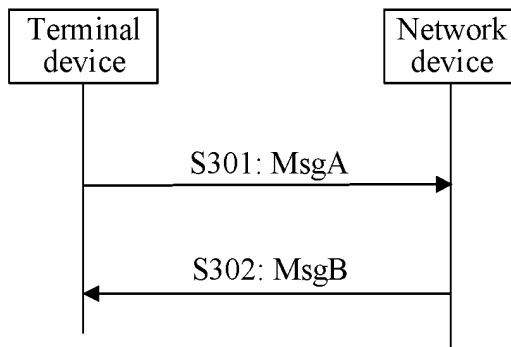 Terminal
device
Network
device
S301: MsgA
S302: MsgB